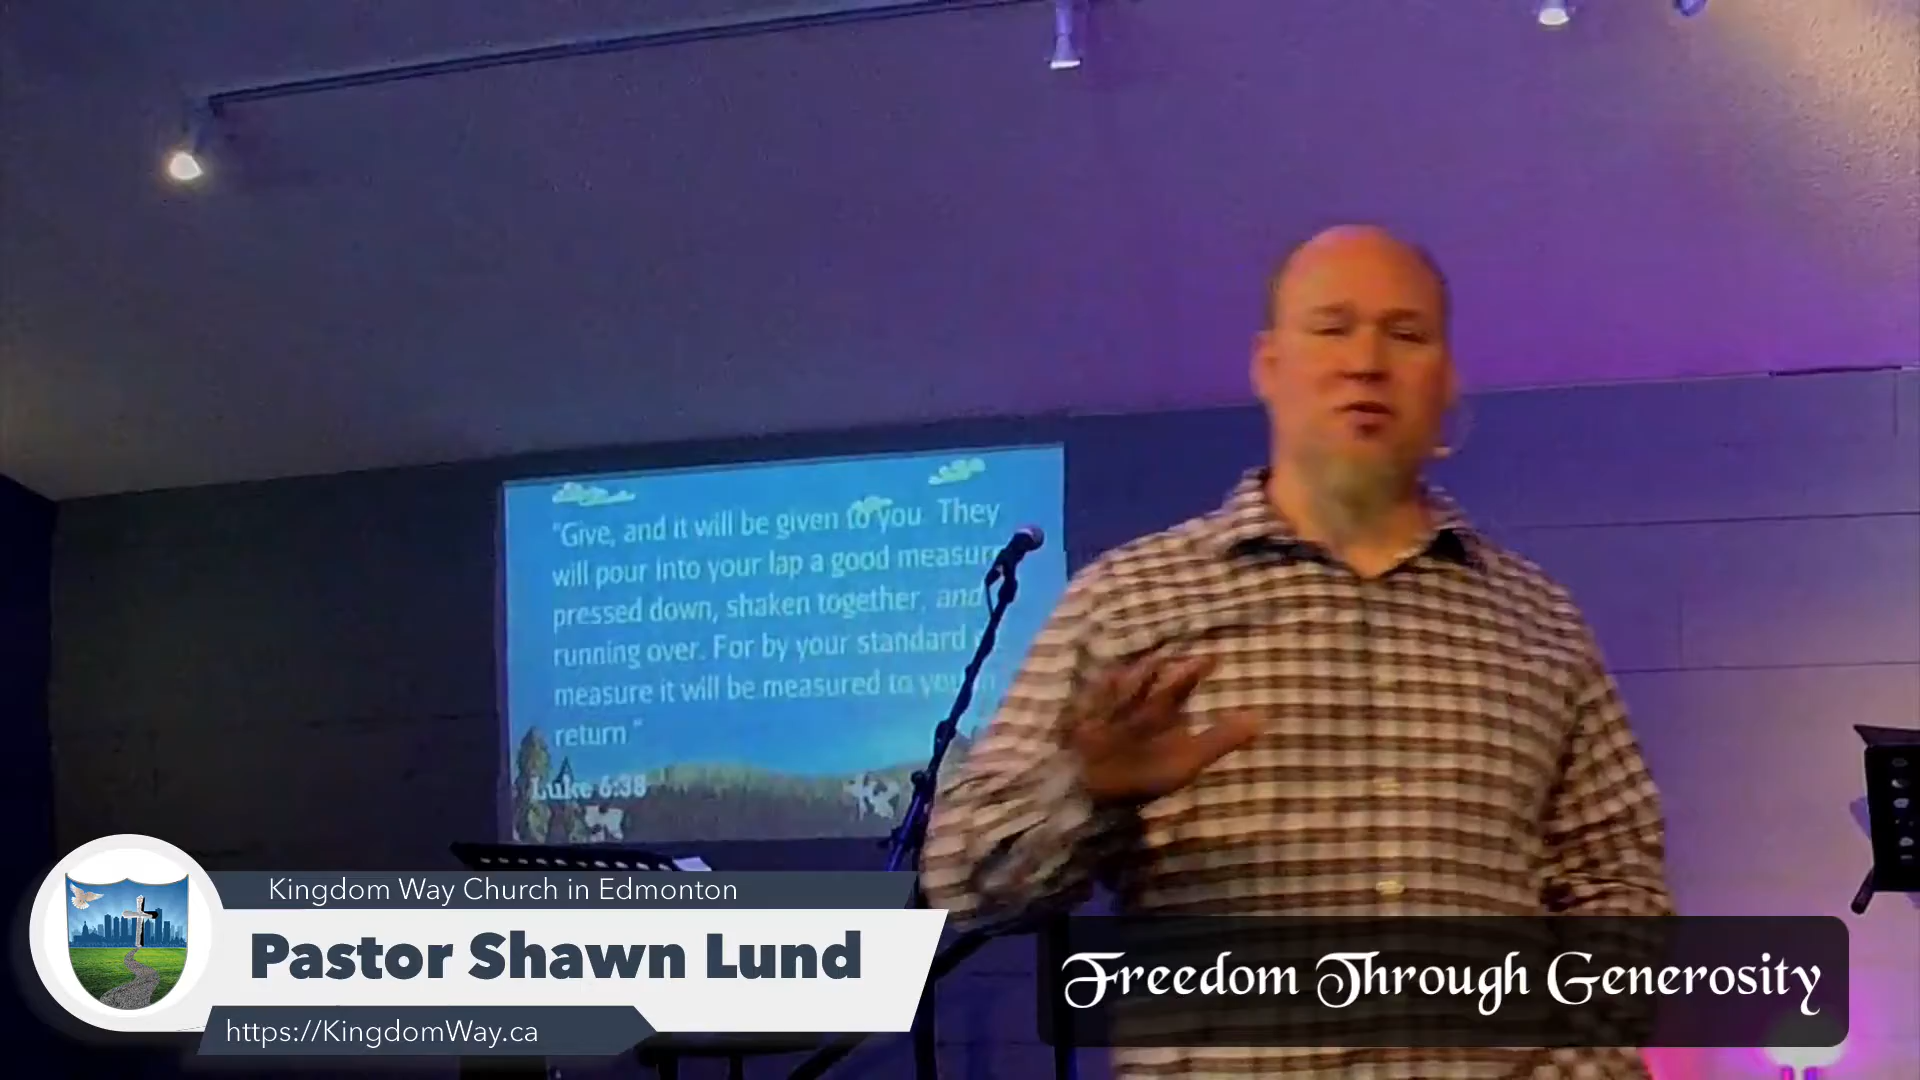 "Give, and it will be given to you. They
will pour into your lap a good measure
pressed down, shaken together, and
running over. For by your standard
measure it will be measured to you in
return."
Luke 6:38
Kingdom Way Church in Edmonton
Pastor Shawn Lund
https://KingdomWay.ca
Freedom Through Generosity